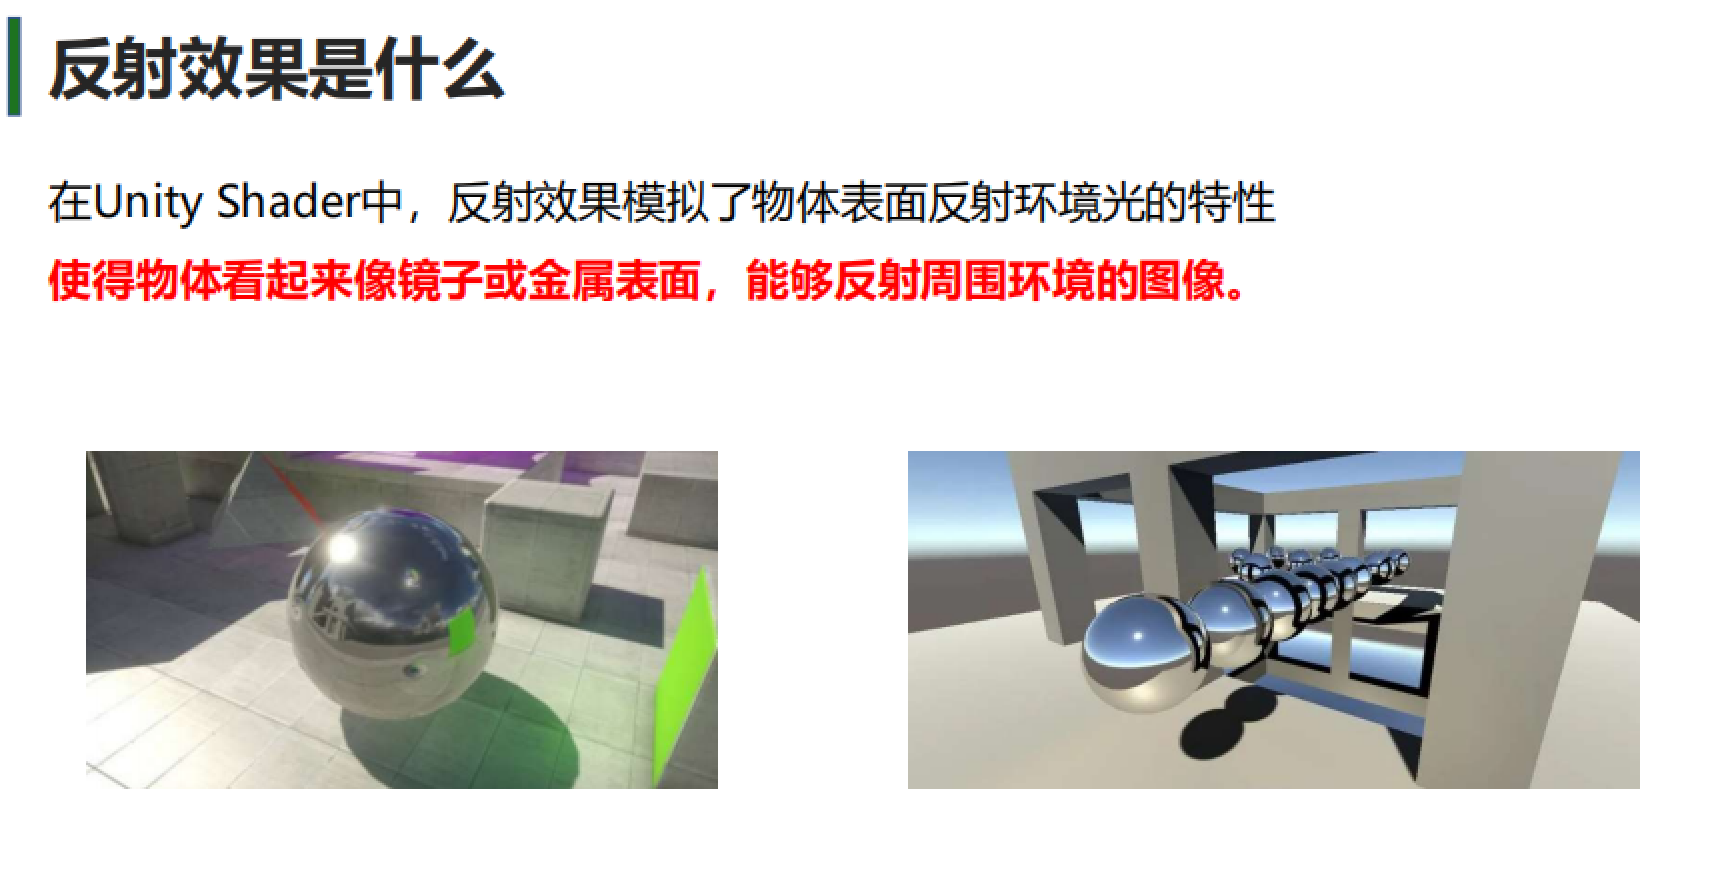 反射效果是什么
在Unity Shader中，反射效果模拟了物体表面反射环境光的特性
使得物体看起来像镜子或金属表面，能够反射周围环境的图像。